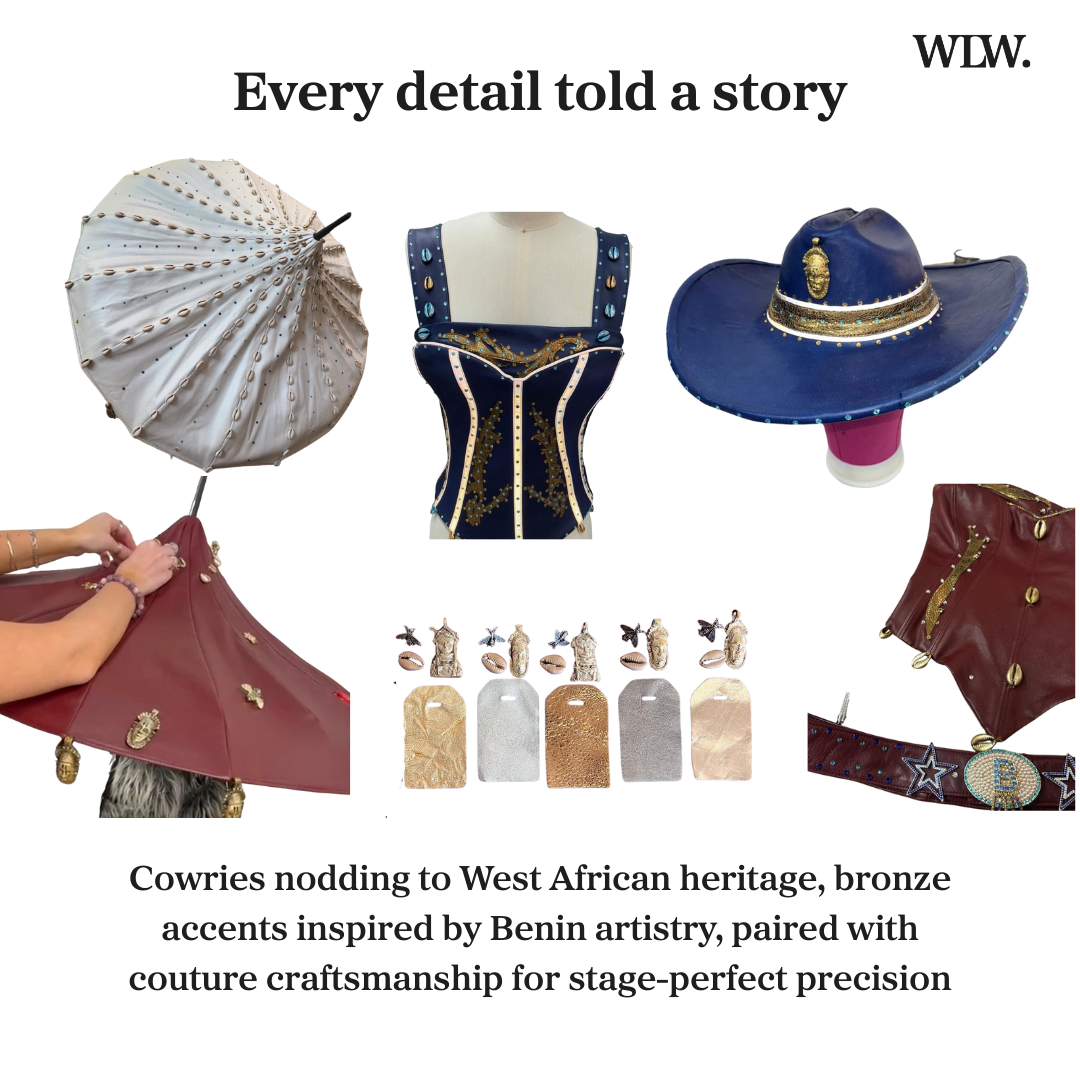 WLW.
Every detail told a story
B
Cowries nodding to West African heritage, bronze
accents inspired by Benin artistry, paired with
couture craftsmanship for stage-perfect precision